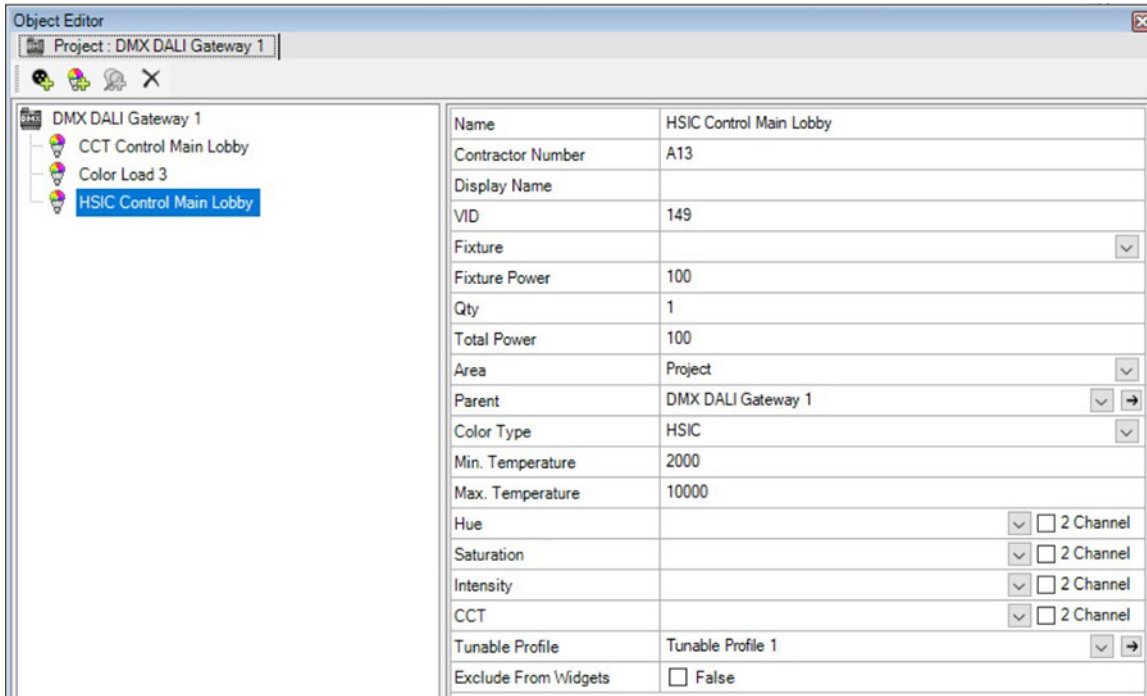 Object Editor
Project : DMX DALI Gateway 1
DMX DALI Gateway 1
CCT Control Main Lobby
Color Load 3
HSIC Control Main Lobby
Name HSIC Control Main Lobby
Contractor Number A13
Display Name
VID 149
Fixture
Fixture Power 100
Qty 1
Total Power 100
Area Project
Parent DMX DALI Gateway 1
Color Type HSIC
Min. Temperature 2000
Max. Temperature 10000
Hue 2 Channel
Saturation 2 Channel
Intensity 2 Channel
CCT 2 Channel
Tunable Profile Tunable Profile 1
Exclude From Widgets False